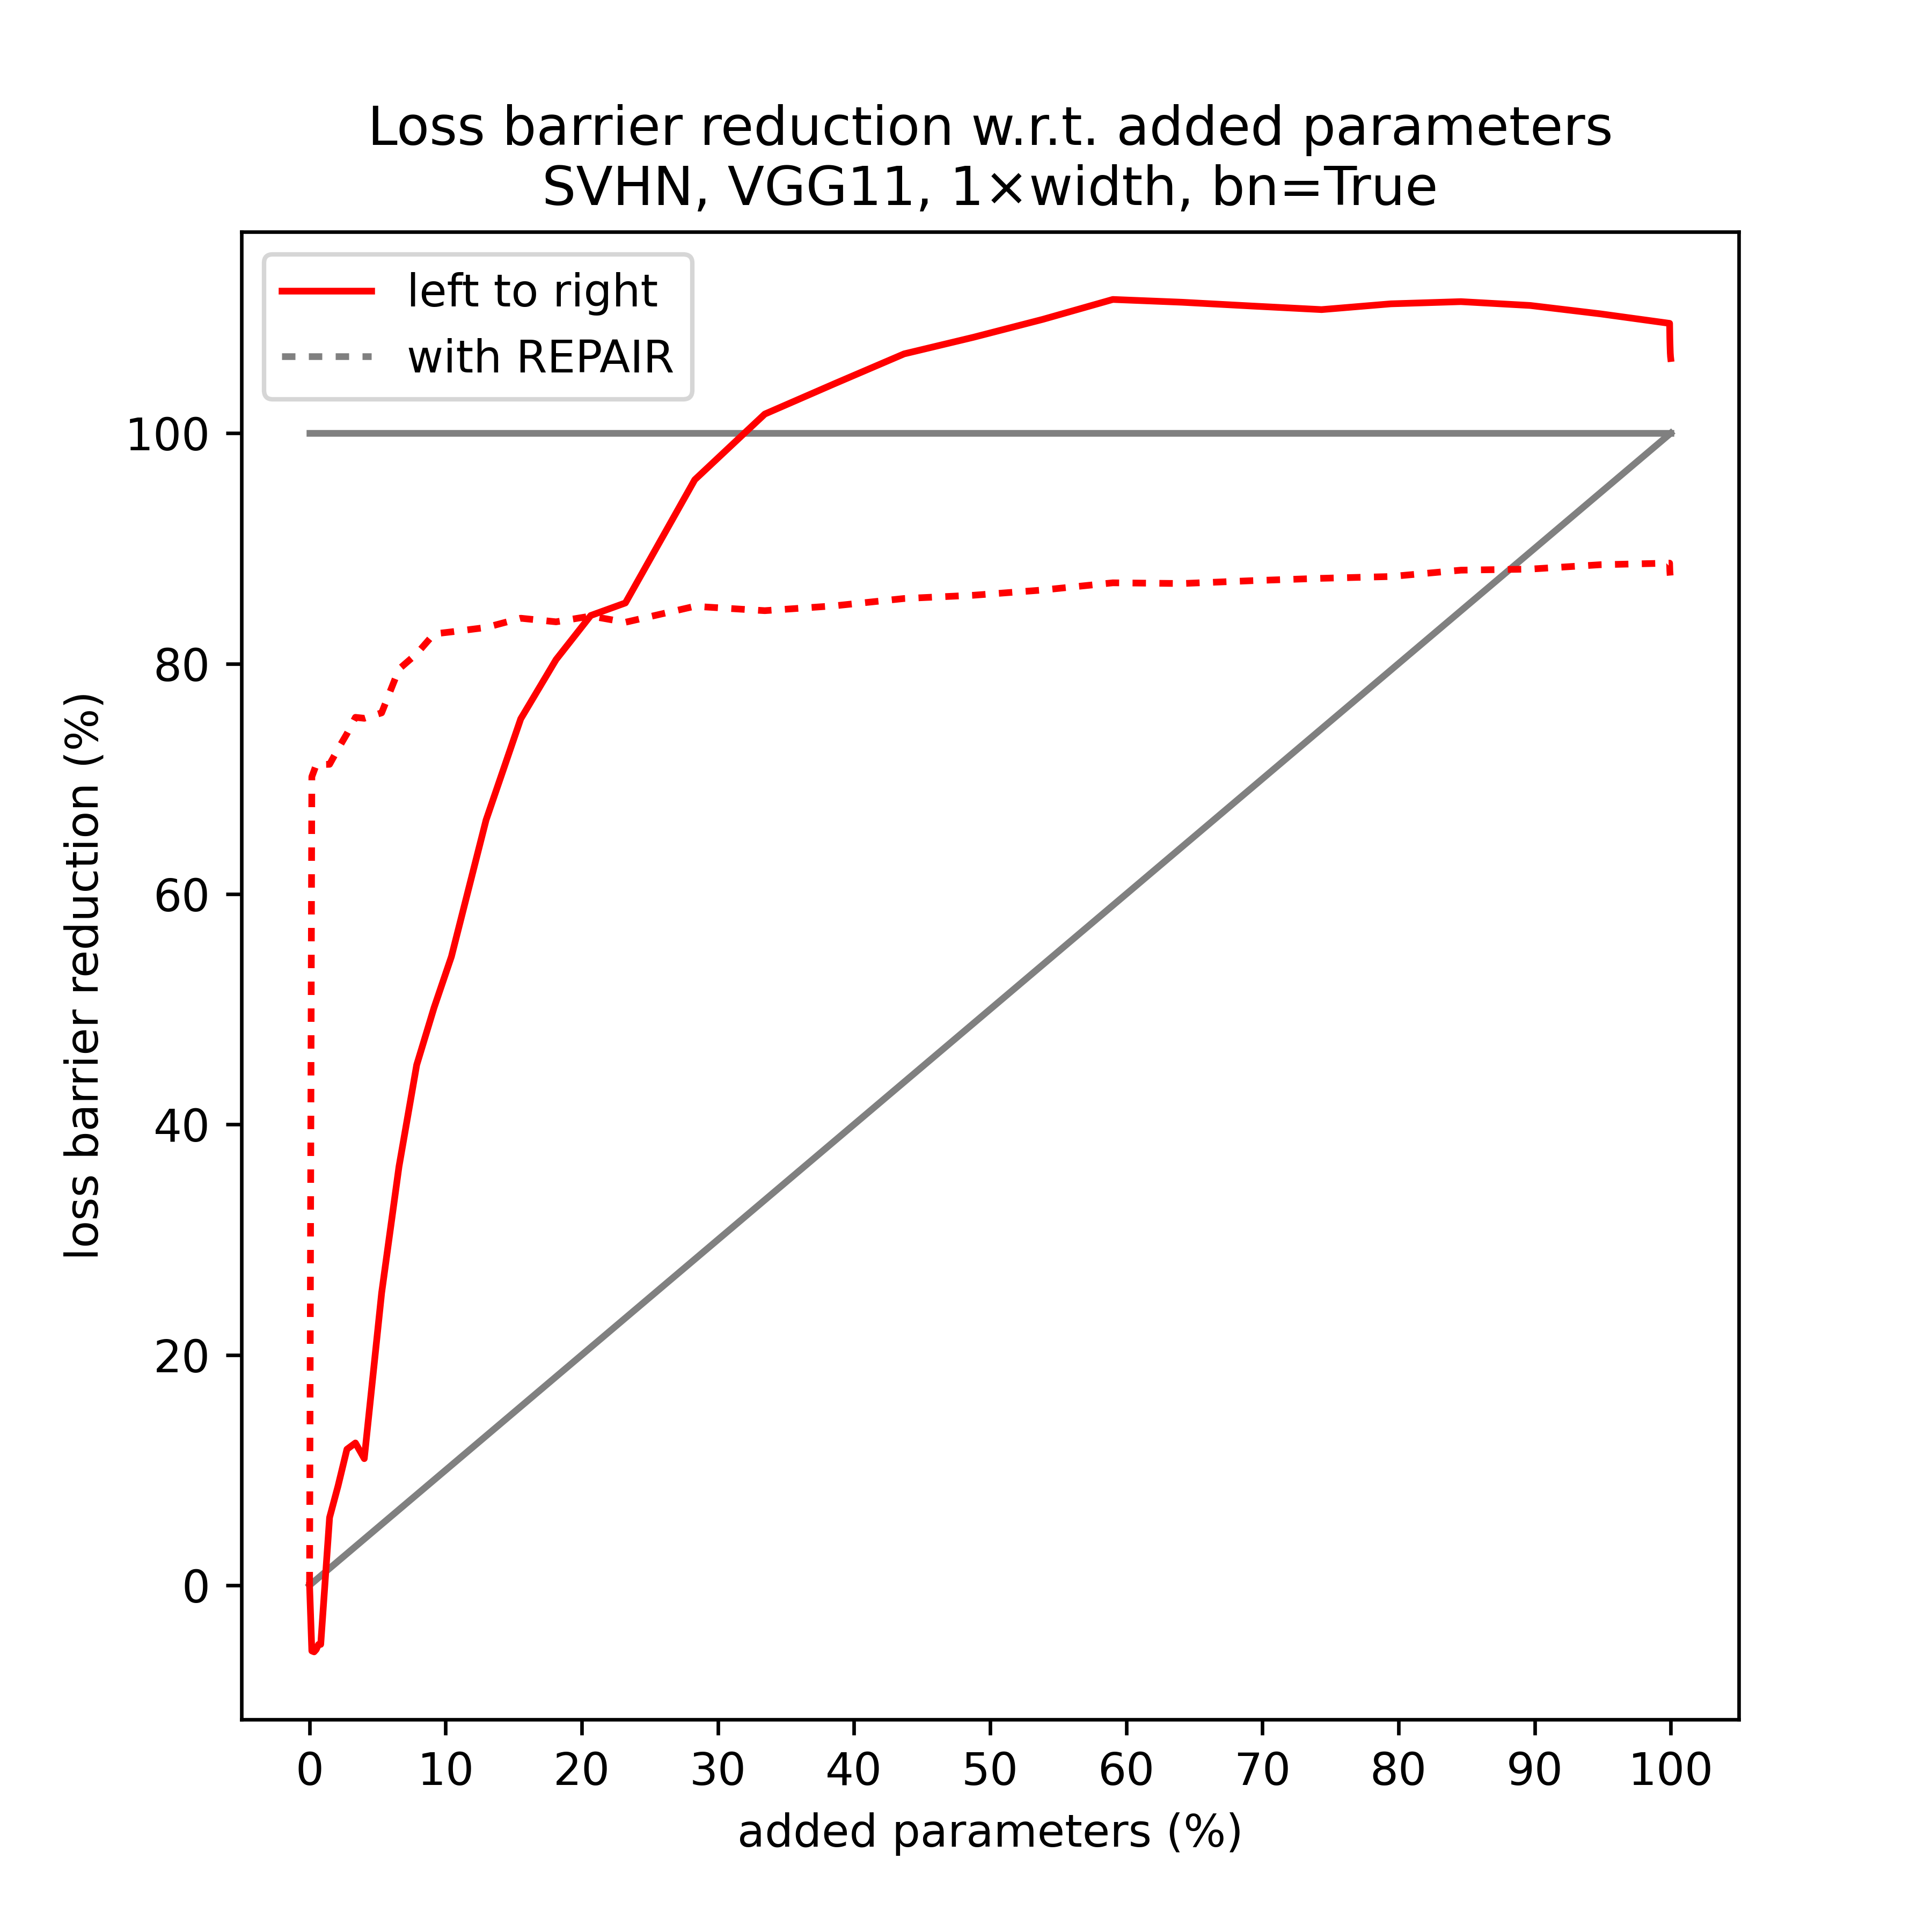 Loss barrier reduction w.r.t. added parameters
SVHN, VGG11, 1×width, bn=True
left to right
with REPAIR
loss barrier reduction (%)
100
80
60
40
20
0
0 10 20 30 40 50 60 70 80 90 100
added parameters (%)